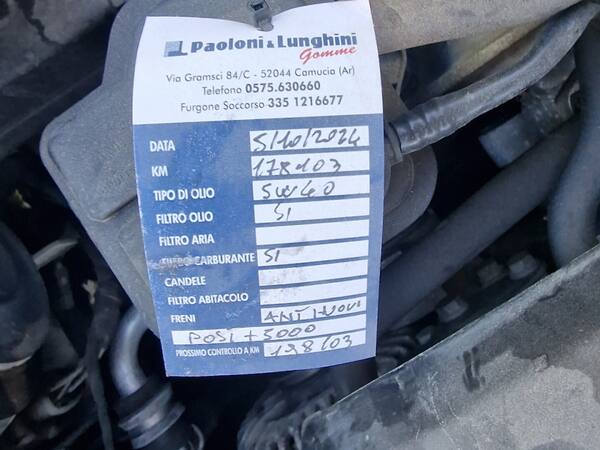 Paoloni & Lunghini
Gomme
Via Gramsci 84/C - 52044 Camucia (Ar)
Telefono 0575.630660
Furgone Soccorso 335 1216677
DATA 5/10/2024
KM 178103
TIPO DI OLIO 5W40
FILTRO OLIO SI
FILTRO ARIA
FILTRO CARBURANTE SI
CANDELE
FILTRO ABITACOLO
FRENI ANT NUOVI
POST +5000
PROSSIMO CONTROLLO A KM 198103